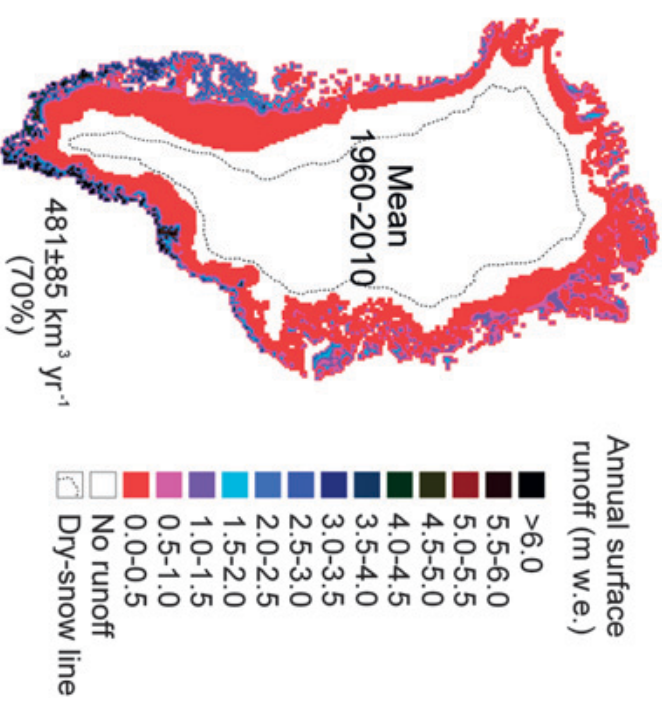 Mean
1960-2010
481±85 km³ yr⁻¹
(70%)
Annual surface
runoff (m w.e.)
>6.0
5.5-6.0
5.0-5.5
4.5-5.0
4.0-4.5
3.5-4.0
3.0-3.5
2.5-3.0
2.0-2.5
1.5-2.0
1.0-1.5
0.5-1.0
0.0-0.5
No runoff
Dry-snow line